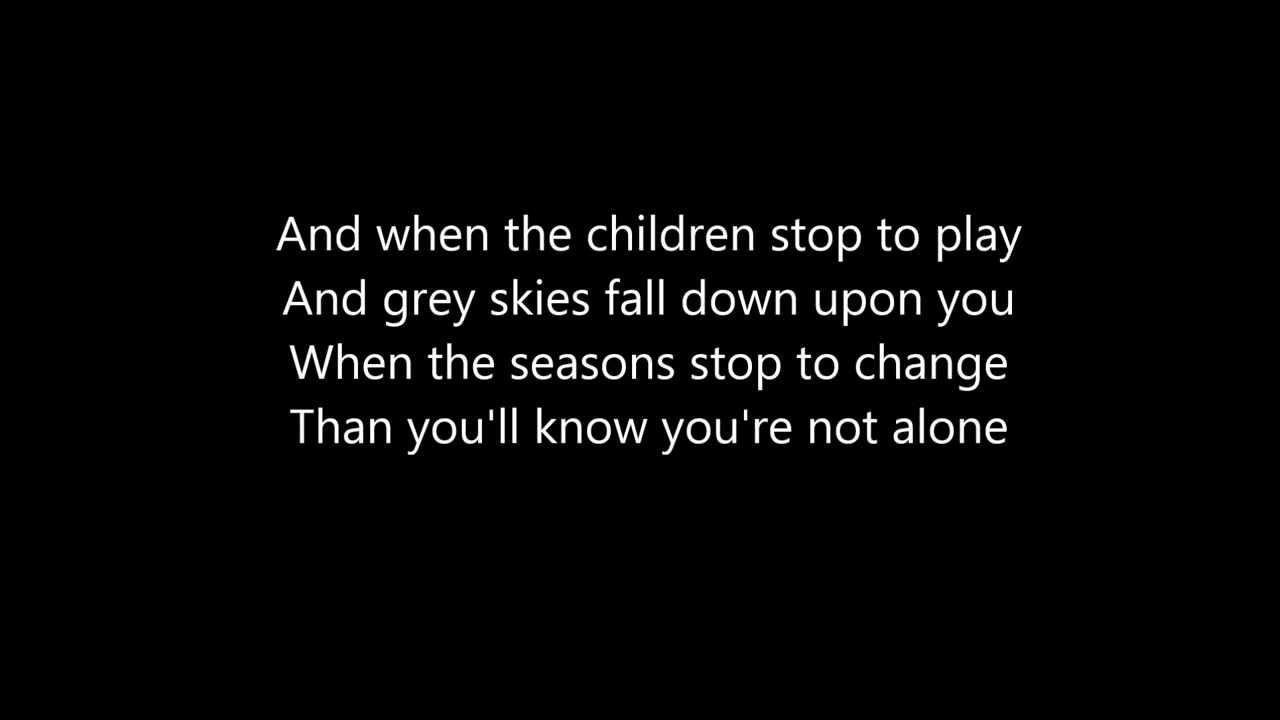 And when the children stop to play
And grey skies fall down upon you
When the seasons stop to change
Than you'll know you're not alone